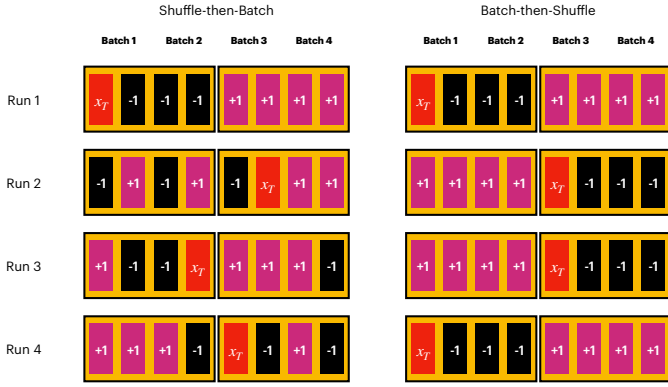 Shuffle-then-Batch Batch-then-Shuffle
Batch 1 Batch 2 Batch 3 Batch 4 Batch 1 Batch 2 Batch 3 Batch 4
Run 1 x_T -1 -1 -1 +1 +1 +1 +1 x_T -1 -1 -1 +1 +1 +1 +1
Run 2 -1 +1 -1 +1 -1 x_T +1 +1 +1 +1 +1 +1 x_T -1 -1 -1
Run 3 +1 -1 -1 x_T +1 +1 +1 -1 +1 +1 +1 +1 x_T -1 -1 -1
Run 4 +1 +1 +1 -1 x_T -1 +1 -1 x_T -1 -1 -1 +1 +1 +1 +1